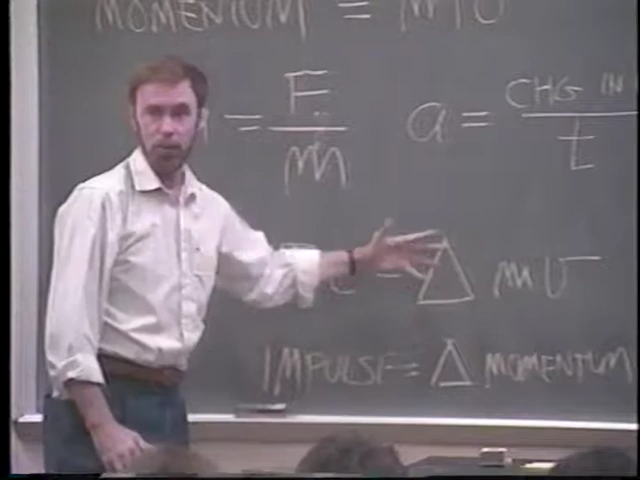 MOMENTUM = mv
= F/m
a = CHG IN / t
= Δ mv
IMPULSE = Δ MOMENTUM